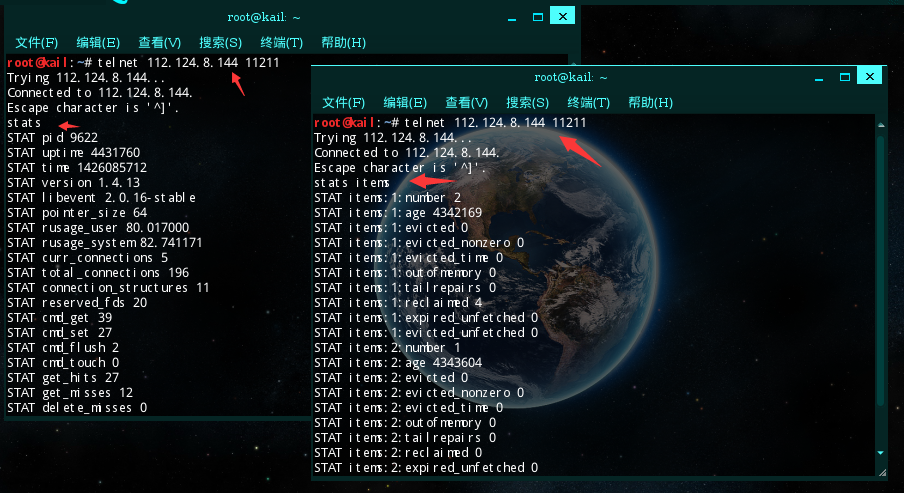 root@kail: ~
文件(F) 编辑(E) 查看(V) 搜索(S) 终端(T) 帮助(H)
root@kail:~# telnet 112.124.8.144 11211
Trying 112.124.8.144...
Connected to 112.124.8.144.
Escape character is '^]'.
stats
STAT pid 9622
STAT uptime 4431760
STAT time 1426085712
STAT version 1.4.13
STAT libevent 2.0.16-stable
STAT pointer_size 64
STAT rusage_user 80.017000
STAT rusage_system 82.741171
STAT curr_connections 5
STAT total_connections 196
STAT connection_structures 11
STAT reserved_fds 20
STAT cmd_get 39
STAT cmd_set 27
STAT cmd_flush 2
STAT cmd_touch 0
STAT get_hits 27
STAT get_misses 12
STAT delete_misses 0
root@kail: ~
文件(F) 编辑(E) 查看(V) 搜索(S) 终端(T) 帮助(H)
root@kail:~# telnet 112.124.8.144 11211
Trying 112.124.8.144...
Connected to 112.124.8.144.
Escape character is '^]'.
stats items
STAT items:1:number 2
STAT items:1:age 4342169
STAT items:1:evicted 0
STAT items:1:evicted_nonzero 0
STAT items:1:evicted_time 0
STAT items:1:outofmemory 0
STAT items:1:tailrepairs 0
STAT items:1:reclaimed 4
STAT items:1:expired_unfetched 0
STAT items:1:evicted_unfetched 0
STAT items:2:number 1
STAT items:2:age 4343604
STAT items:2:evicted 0
STAT items:2:evicted_nonzero 0
STAT items:2:evicted_time 0
STAT items:2:outofmemory 0
STAT items:2:tailrepairs 0
STAT items:2:reclaimed 0
STAT items:2:expired_unfetched 0